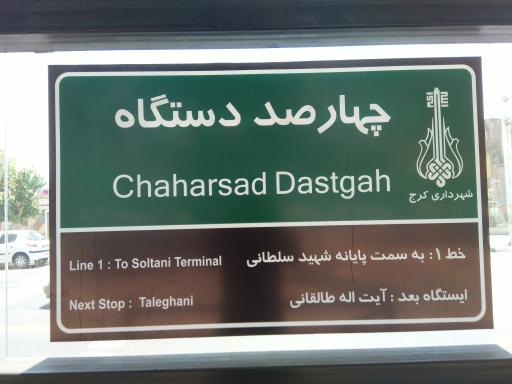 چهارصد دستگاه
شهرداری کرج
Chaharsad Dastgah
Line 1 : To Soltani Terminal
خط ۱: به سمت پایانه شهید سلطانی
Next Stop : Taleghani
ایستگاه بعد : آیت اله طالقانی